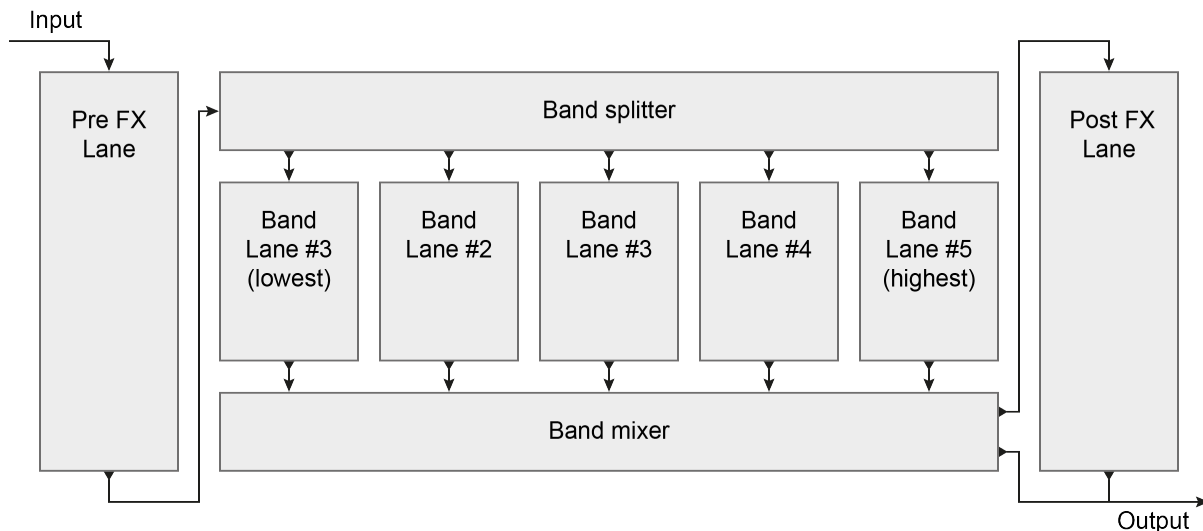 Input
Pre FX
Lane
Band splitter
Post FX
Lane
Band
Lane #3
(lowest)
Band
Lane #2
Band
Lane #3
Band
Lane #4
Band
Lane #5
(highest)
Band mixer
Output